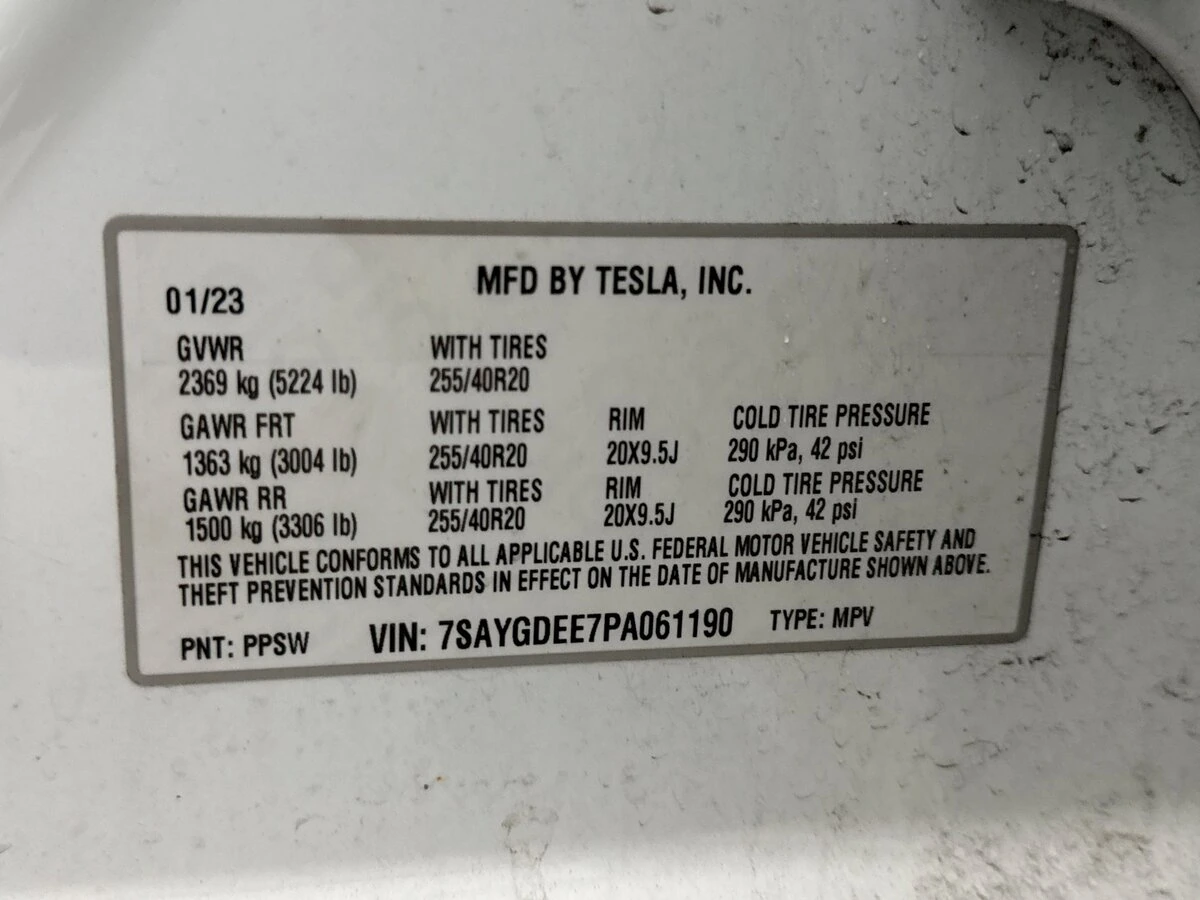 MFD BY TESLA, INC.
01/23
GVWR WITH TIRES
2369 kg (5224 lb) 255/40R20
GAWR FRT WITH TIRES RIM COLD TIRE PRESSURE
1363 kg (3004 lb) 255/40R20 20X9.5J 290 kPa, 42 psi
GAWR RR WITH TIRES RIM COLD TIRE PRESSURE
1500 kg (3306 lb) 255/40R20 20X9.5J 290 kPa, 42 psi
THIS VEHICLE CONFORMS TO ALL APPLICABLE U.S. FEDERAL MOTOR VEHICLE SAFETY AND
THEFT PREVENTION STANDARDS IN EFFECT ON THE DATE OF MANUFACTURE SHOWN ABOVE.
PNT: PPSW VIN: 7SAYGDEE7PA061190 TYPE: MPV